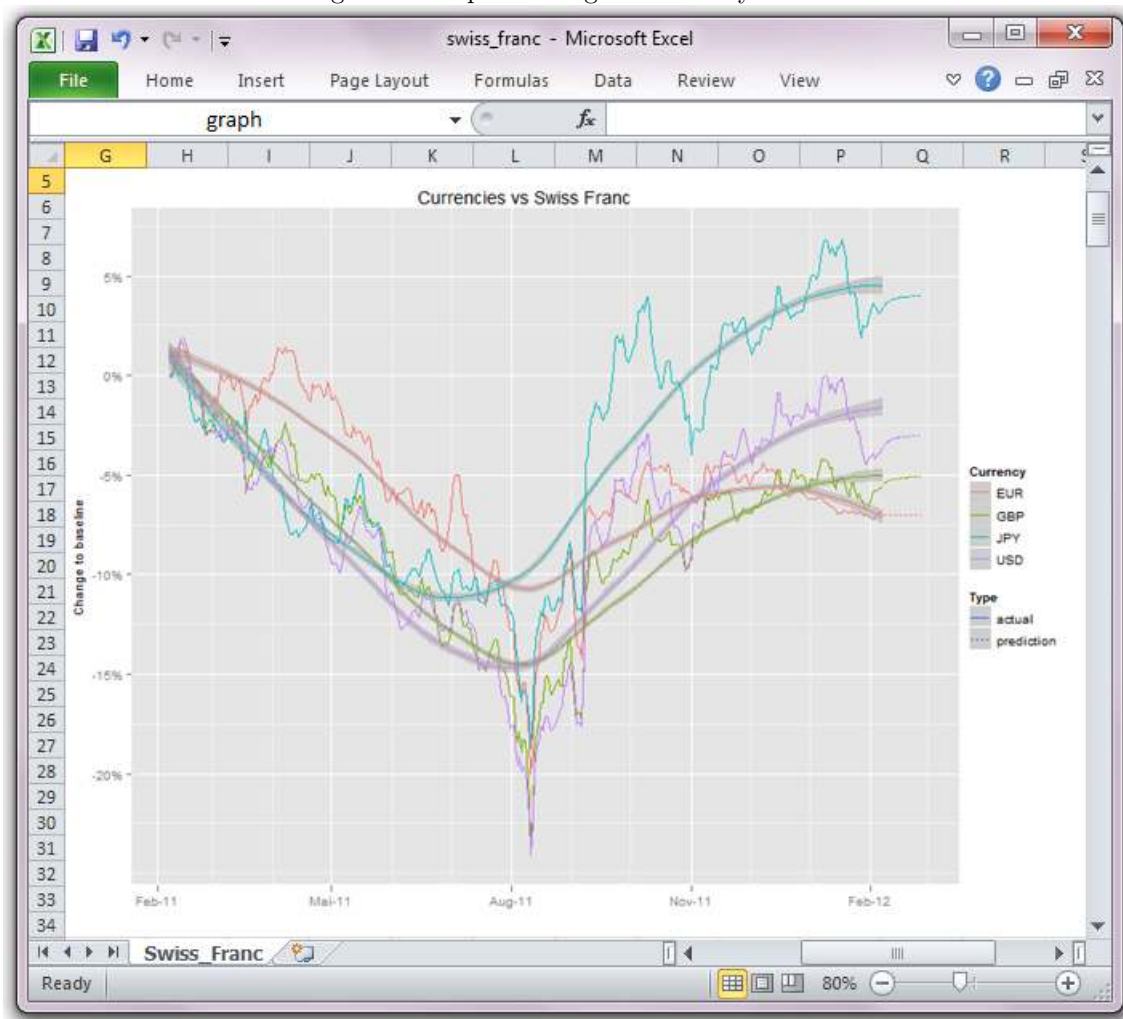 swiss_franc - Microsoft Excel
File Home Insert Page Layout Formulas Data Review View
graph fx
G H I J K L M N O P Q R
5
6
7
8
9
10
11
12
13
14
15
16
17
18
19
20
21
22
23
24
25
26
27
28
29
30
31
32
33
34
Currencies vs Swiss Franc
Change to baseline
5%
0%
-5%
-10%
-15%
-20%
Feb-11 Mai-11 Aug-11 Nov-11 Feb-12
Currency
EUR
GBP
JPY
USD
Type
actual
prediction
Swiss_Franc
Ready 80%